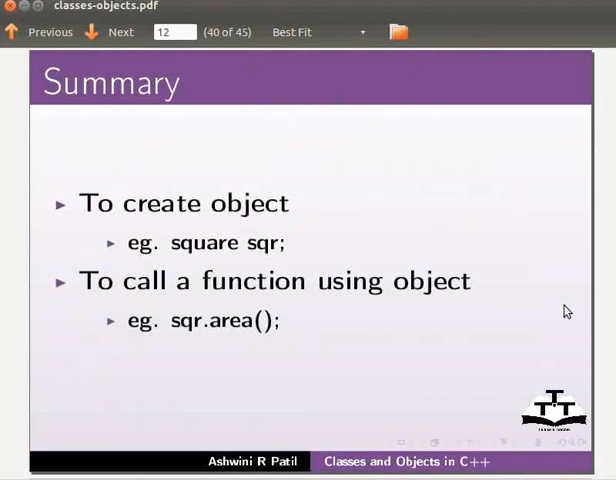 classes-objects.pdf
Previous Next 12 (40 of 45) Best Fit
Summary
To create object
eg. square sqr;
To call a function using object
eg. sqr.area();
TTT
Ashwini R Patil Classes and Objects in C++